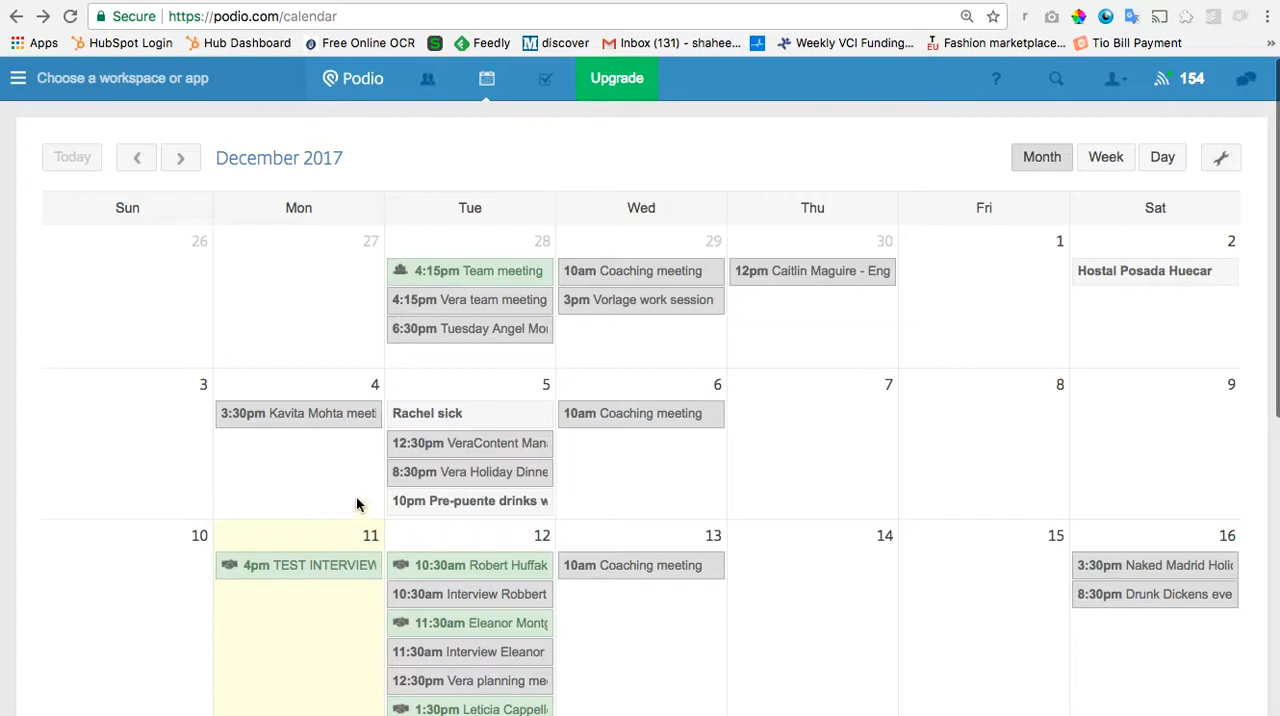 Secure https://podio.com/calendar
Apps HubSpot Login Hub Dashboard Free Online OCR S Feedly M discover Inbox (131) - shahee... Weekly VCI Funding... T EU Fashion marketplace... Tio Bill Payment »
Choose a workspace or app Podio Upgrade ? 154
Today December 2017 Month Week Day
Sun Mon Tue Wed Thu Fri Sat
26 27 28 29 30 1 2
4:15pm Team meeting 10am Coaching meeting 12pm Caitlin Maguire - Eng Hostal Posada Huecar
4:15pm Vera team meeting 3pm Vorlage work session
6:30pm Tuesday Angel Mo
3 4 5 6 7 8 9
3:30pm Kavita Mohta meeti Rachel sick 10am Coaching meeting
12:30pm VeraContent Man
8:30pm Vera Holiday Dinne
10pm Pre-puente drinks w
10 11 12 13 14 15 16
4pm TEST INTERVIEW 10:30am Robert Huffak 10am Coaching meeting 3:30pm Naked Madrid Holi
10:30am Interview Robbert 8:30pm Drunk Dickens eve
11:30am Eleanor Montg
11:30am Interview Eleanor
12:30pm Vera planning me
1:30pm Leticia Cappell